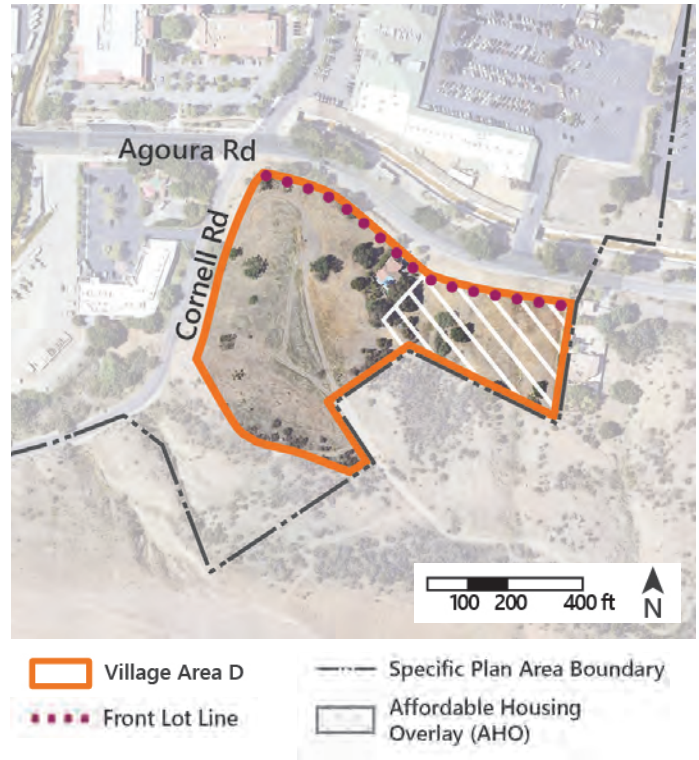 Agoura Rd
Cornell Rd
100 200 400 ft
N
Village Area D
Specific Plan Area Boundary
Front Lot Line
Affordable Housing
Overlay (AHO)